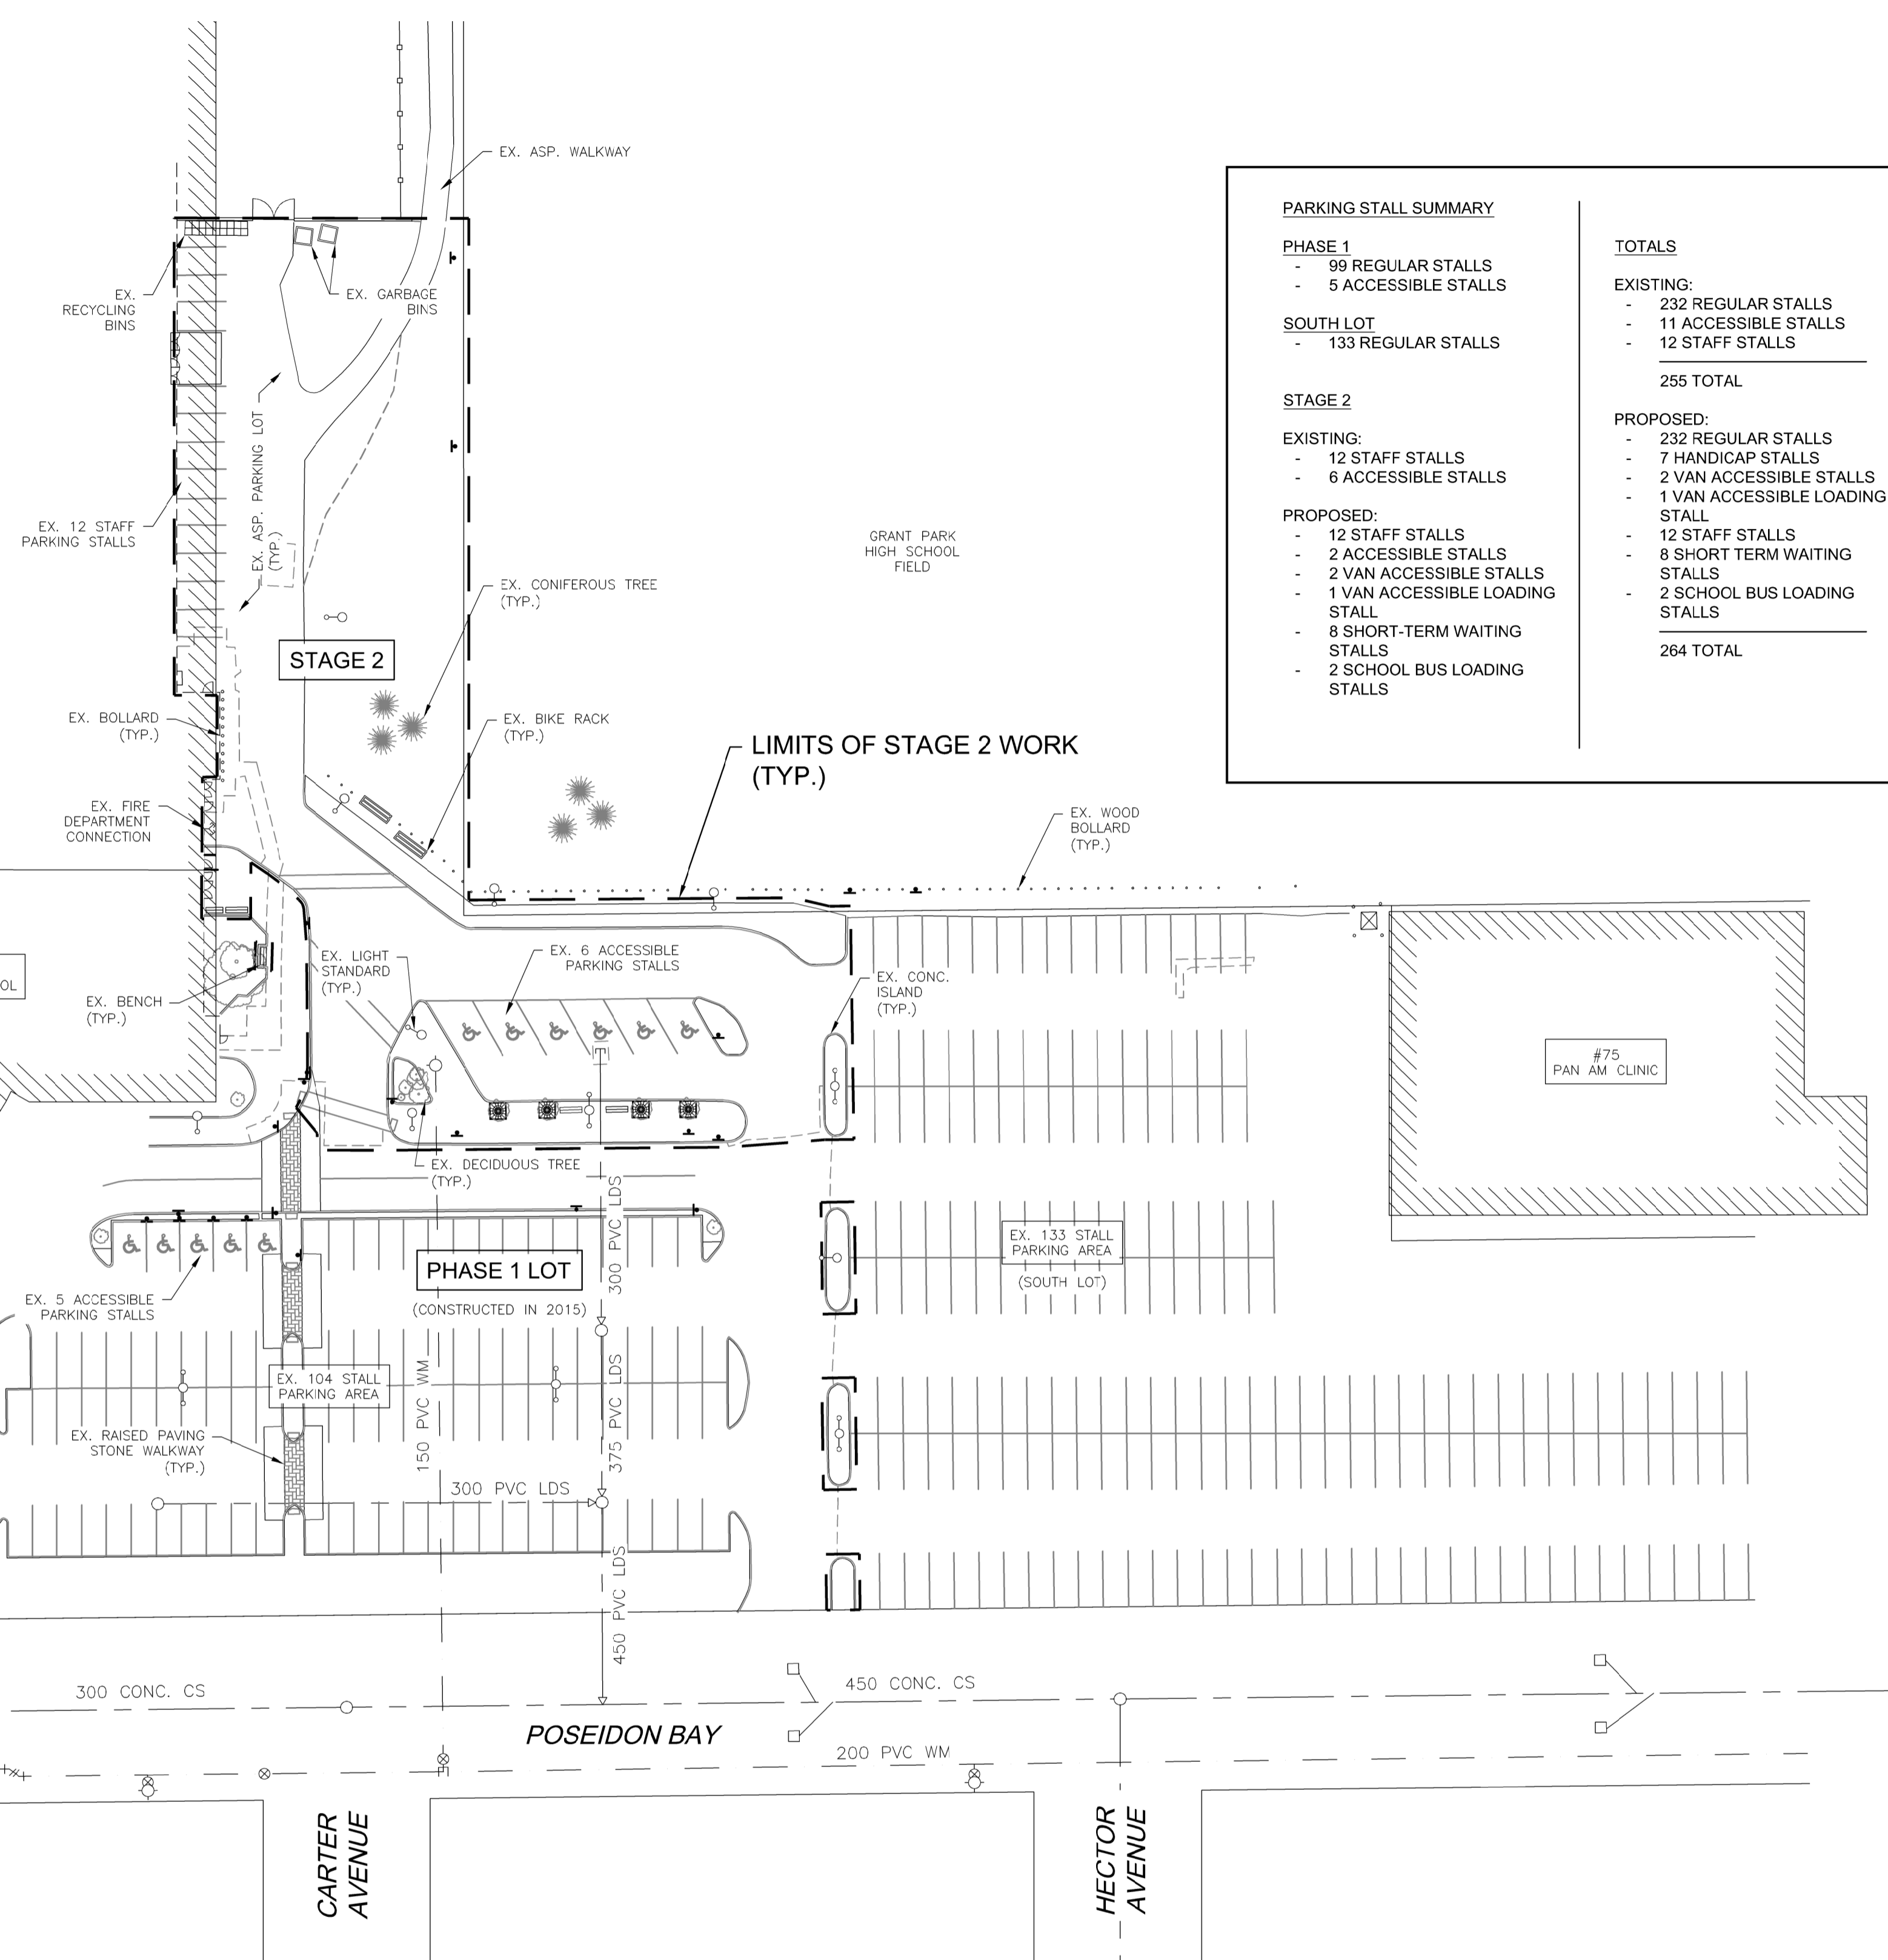 EX. ASP. WALKWAY
EX.
RECYCLING
BINS
EX. GARBAGE
BINS
EX. ASP. PARKING LOT
(TYP.)
EX. 12 STAFF
PARKING STALLS
GRANT PARK
HIGH SCHOOL
FIELD
EX. CONIFEROUS TREE
(TYP.)
STAGE 2
EX. BOLLARD
(TYP.)
EX. BIKE RACK
(TYP.)
LIMITS OF STAGE 2 WORK
(TYP.)
EX. FIRE
DEPARTMENT
CONNECTION
EX. WOOD
BOLLARD
(TYP.)
PARKING STALL SUMMARY
PHASE 1
- 99 REGULAR STALLS
- 5 ACCESSIBLE STALLS
SOUTH LOT
- 133 REGULAR STALLS
STAGE 2
EXISTING:
- 12 STAFF STALLS
- 6 ACCESSIBLE STALLS
PROPOSED:
- 12 STAFF STALLS
- 2 ACCESSIBLE STALLS
- 2 VAN ACCESSIBLE STALLS
- 1 VAN ACCESSIBLE LOADING
STALL
- 8 SHORT-TERM WAITING
STALLS
- 2 SCHOOL BUS LOADING
STALLS
TOTALS
EXISTING:
- 232 REGULAR STALLS
- 11 ACCESSIBLE STALLS
- 12 STAFF STALLS
255 TOTAL
PROPOSED:
- 232 REGULAR STALLS
- 7 HANDICAP STALLS
- 2 VAN ACCESSIBLE STALLS
- 1 VAN ACCESSIBLE LOADING
STALL
- 12 STAFF STALLS
- 8 SHORT TERM WAITING
STALLS
- 2 SCHOOL BUS LOADING
STALLS
264 TOTAL
OL
EX. BENCH
(TYP.)
EX. LIGHT
STANDARD
(TYP.)
EX. 6 ACCESSIBLE
PARKING STALLS
EX. CONC.
ISLAND
(TYP.)
#75
PAN AM CLINIC
EX. DECIDUOUS TREE
(TYP.)
300 PVC LDS
EX. 133 STALL
PARKING AREA
(SOUTH LOT)
PHASE 1 LOT
(CONSTRUCTED IN 2015)
EX. 5 ACCESSIBLE
PARKING STALLS
EX. 104 STALL
PARKING AREA
150 PVC WM
375 PVC LDS
EX. RAISED PAVING
STONE WALKWAY
(TYP.)
300 PVC LDS
450 PVC LDS
300 CONC. CS
450 CONC. CS
POSEIDON BAY
200 PVC WM
CARTER
AVENUE
HECTOR
AVENUE